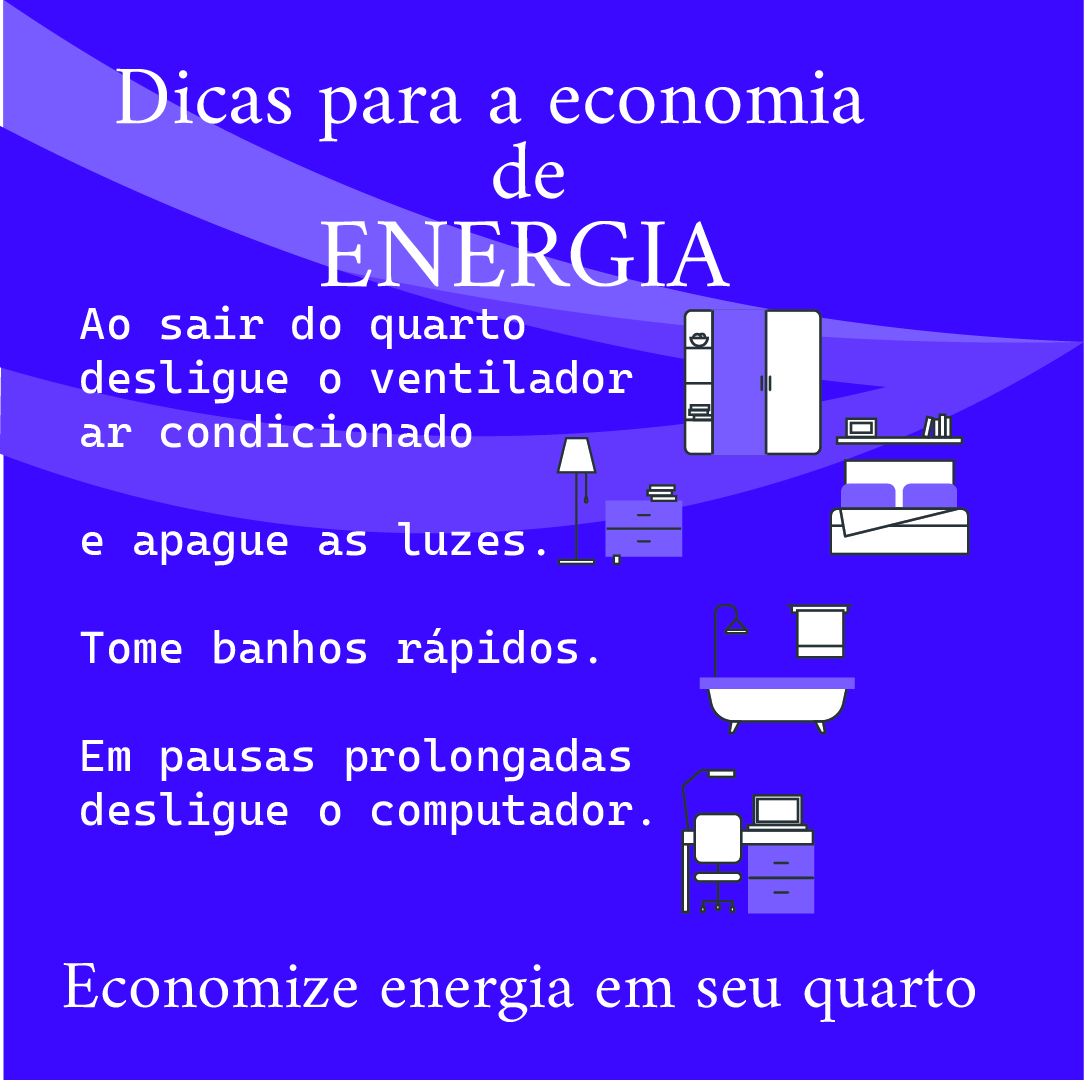 Dicas para a economia
de
ENERGIA
Ao sair do quarto
desligue o ventilador
ar condicionado
e apague as luzes.
Tome banhos rápidos.
Em pausas prolongadas
desligue o computador.
Economize energia em seu quarto